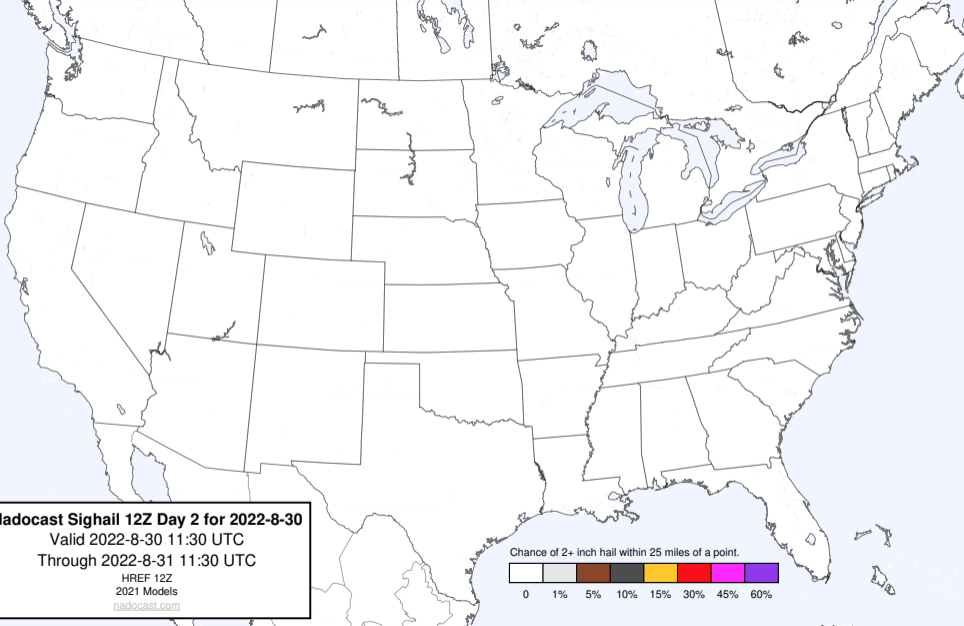 adocast Sighail 12Z Day 2 for 2022-8-30
Valid 2022-8-30 11:30 UTC
Through 2022-8-31 11:30 UTC
HREF 12Z
2021 Models
nadocast.com
Chance of 2+ inch hail within 25 miles of a point.
0 1% 5% 10% 15% 30% 45% 60%